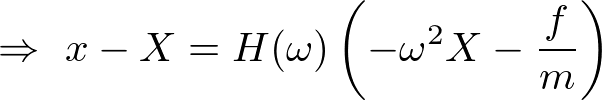 ⇒ x − X = H(ω) (−ω²X − f/m)